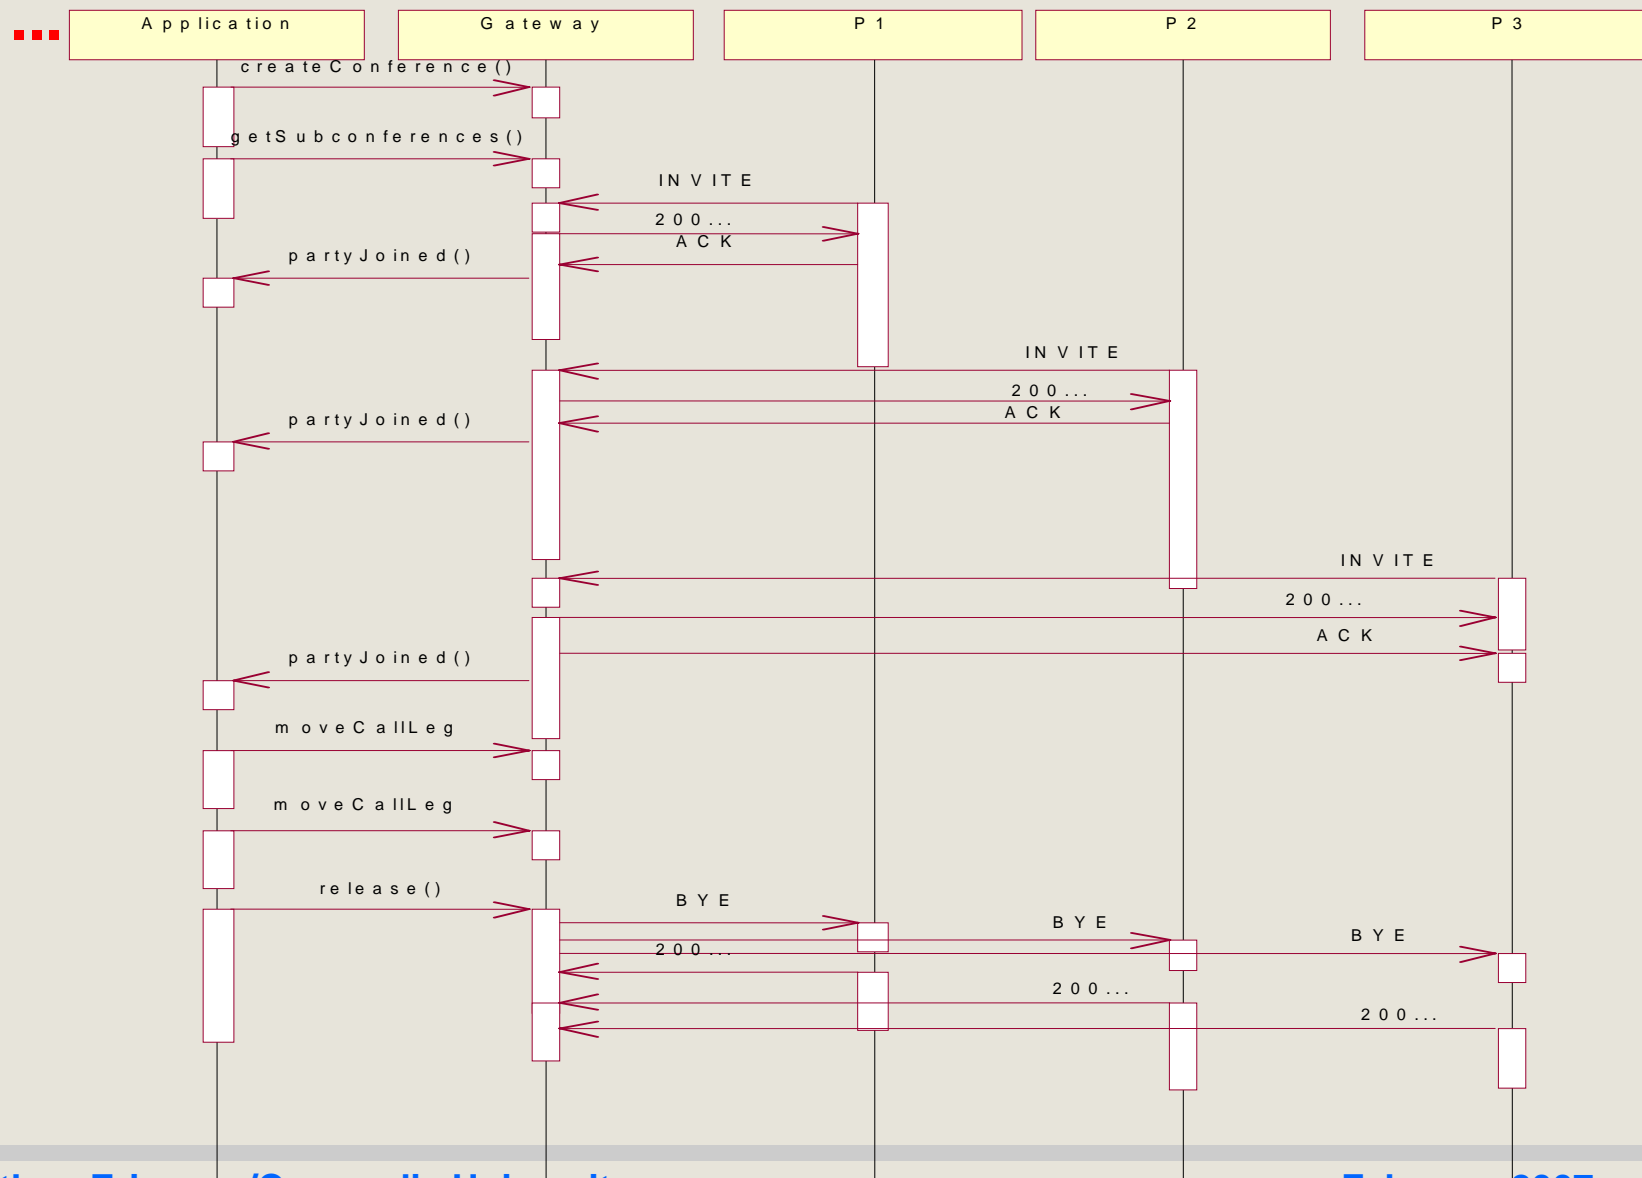 Application Gateway P1 P2 P3
createConference()
getSubconferences()
INVITE
200...
ACK
partyJoined()
INVITE
200...
ACK
partyJoined()
INVITE
200...
ACK
partyJoined()
moveCallLeg
moveCallLeg
release()
BYE
BYE
BYE
200...
200...
200...